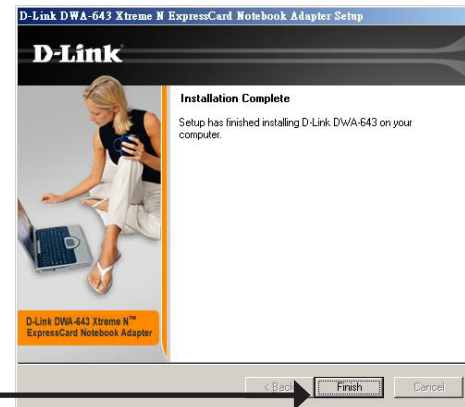 D-Link DWA-643 Xtreme N ExpressCard Notebook Adapter Setup
D-Link
Installation Complete
Setup has finished installing D-Link DWA-643 on your
computer.
D-Link DWA-643 Xtreme N™
ExpressCard Notebook Adapter
< Back
Finish
Cancel